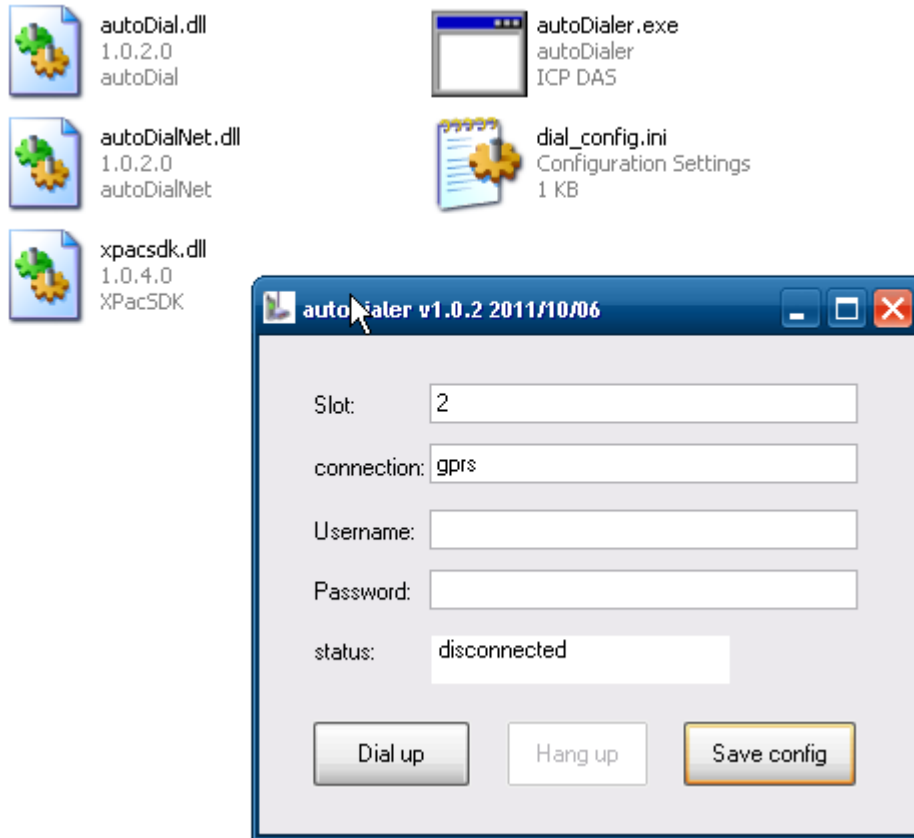 autoDial.dll
1.0.2.0
autoDial
autoDialer.exe
autoDialer
ICP DAS
autoDialNet.dll
1.0.2.0
autoDialNet
dial_config.ini
Configuration Settings
1 KB
xpacsdk.dll
1.0.4.0
XPacSDK
autoDialer v1.0.2 2011/10/06
Slot: 2
connection: gprs
Username:
Password:
status: disconnected
Dial up Hang up Save config